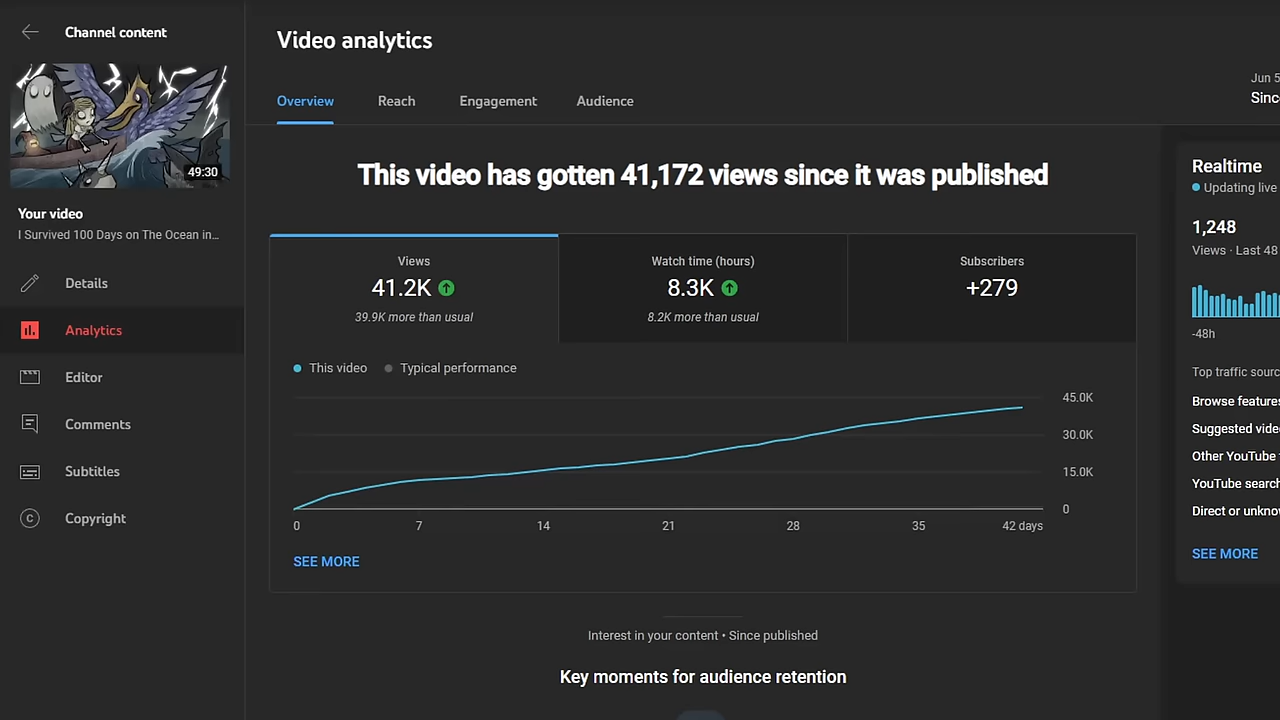 Channel content
49:30
Your video
I Survived 100 Days on The Ocean in...
Details
Analytics
Editor
Comments
Subtitles
Copyright
Video analytics
Overview Reach Engagement Audience
Jun 5
Sinc
This video has gotten 41,172 views since it was published
Views
41.2K
39.9K more than usual
Watch time (hours)
8.3K
8.2K more than usual
Subscribers
+279
This video Typical performance
45.0K
30.0K
15.0K
0
0 7 14 21 28 35 42 days
SEE MORE
Interest in your content • Since published
Key moments for audience retention
Realtime
Updating live
1,248
Views · Last 48
-48h
Top traffic sourc
Browse features
Suggested vide
Other YouTube
YouTube search
Direct or unkno
SEE MORE